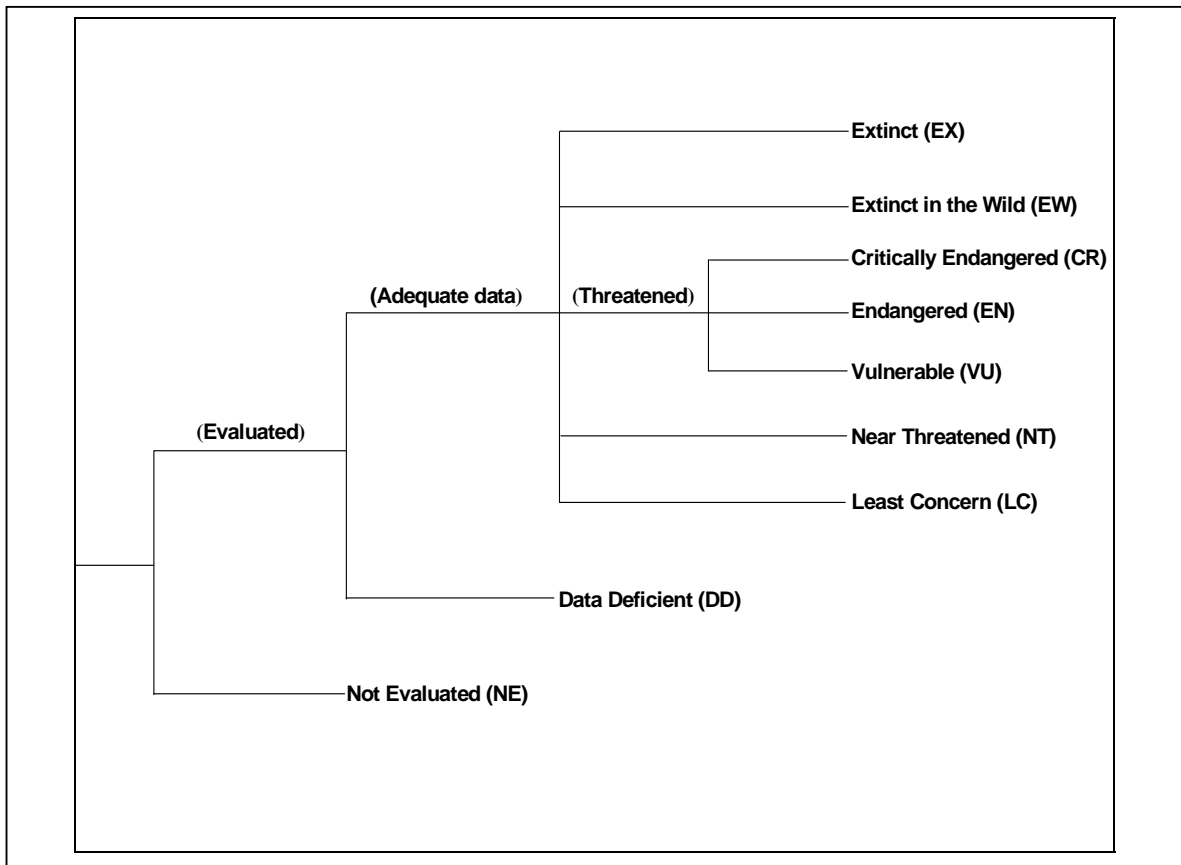 Extinct (EX)
Extinct in the Wild (EW)
Critically Endangered (CR)
(Adequate data)
(Threatened)
Endangered (EN)
Vulnerable (VU)
(Evaluated)
Near Threatened (NT)
Least Concern (LC)
Data Deficient (DD)
Not Evaluated (NE)